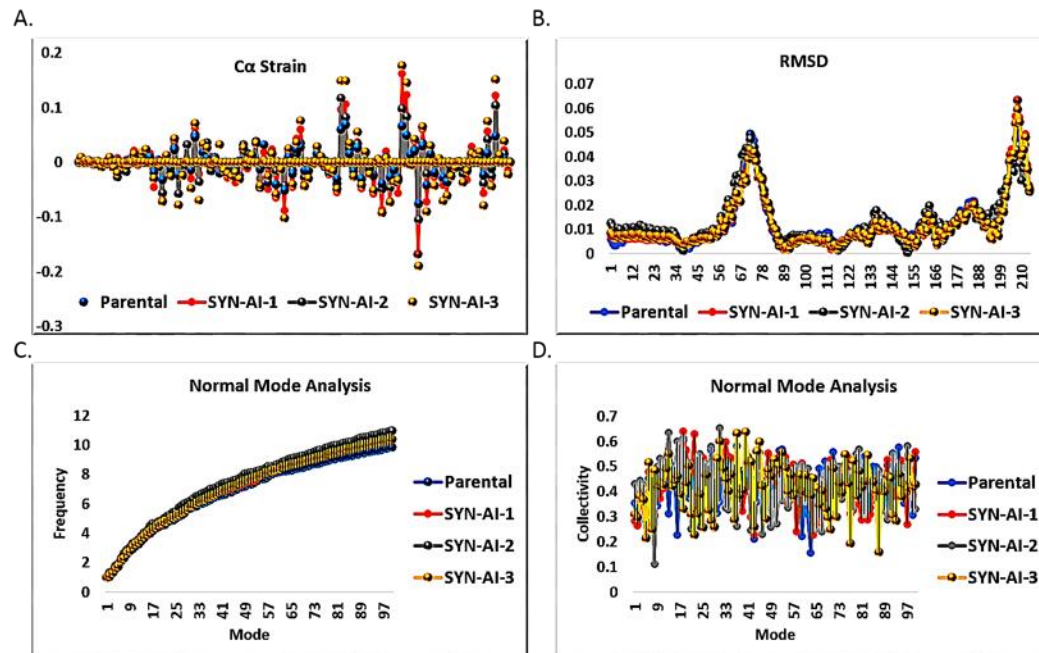 A.
Cα Strain
0.2
0.1
0
-0.1
-0.2
-0.3
Parental SYN-AI-1 SYN-AI-2 SYN-AI-3
B.
RMSD
0.07
0.06
0.05
0.04
0.03
0.02
0.01
0
1 12 23 34 45 56 67 78 89 100 111 122 133 144 155 166 177 188 199 210
Parental SYN-AI-1 SYN-AI-2 SYN-AI-3
C.
Normal Mode Analysis
Frequency
12
10
8
6
4
2
0
1 9 17 25 33 41 49 57 65 73 81 89 97
Mode
Parental
SYN-AI-1
SYN-AI-2
SYN-AI-3
D.
Normal Mode Analysis
Collectivity
0.7
0.6
0.5
0.4
0.3
0.2
0.1
0
1 9 17 25 33 41 49 57 65 73 81 89 97
Mode
Parental
SYN-AI-1
SYN-AI-2
SYN-AI-3